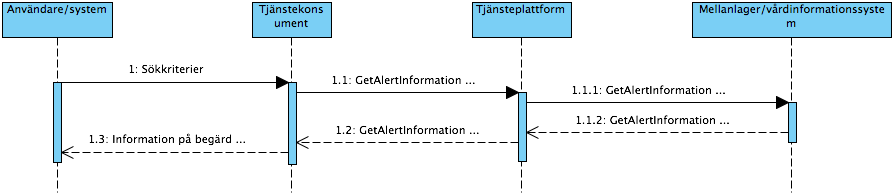 Användare/system
Tjänstekons
ument
Tjänsteplattform
Mellanlager/vårdinformationssyste
m
1: Sökkriterier
1.1: GetAlertInformation ...
1.1.1: GetAlertInformation ...
1.1.2: GetAlertInformation ...
1.2: GetAlertInformation ...
1.3: Information på begärd ...